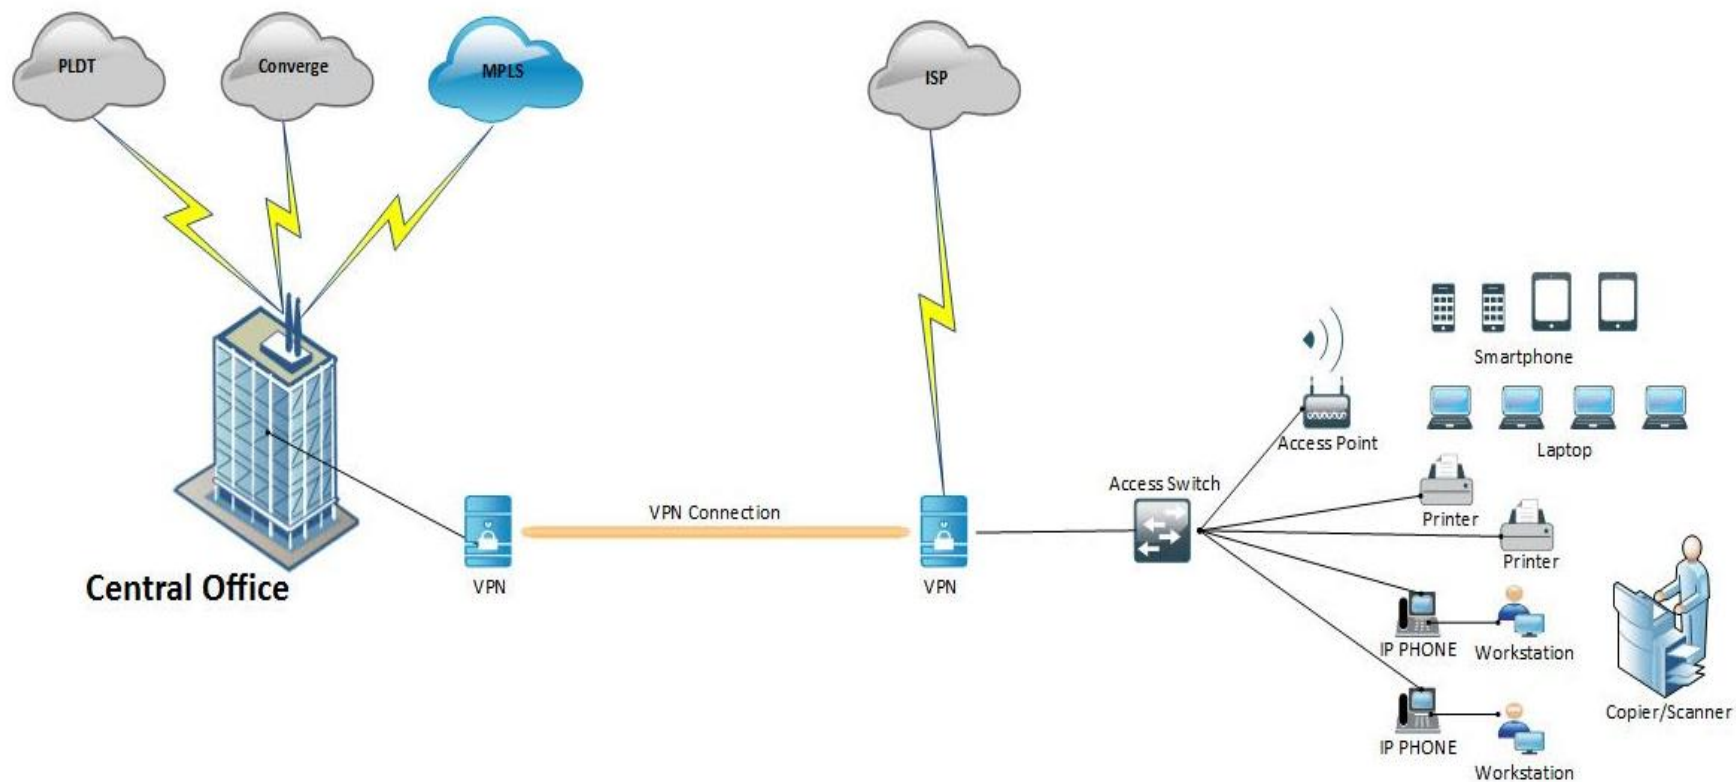 PLDT
Converge
MPLS
ISP
Smartphone
Access Point
Laptop
Access Switch
VPN Connection
Printer
Printer
Central Office
VPN
VPN
IP PHONE
Workstation
Copier/Scanner
IP PHONE
Workstation